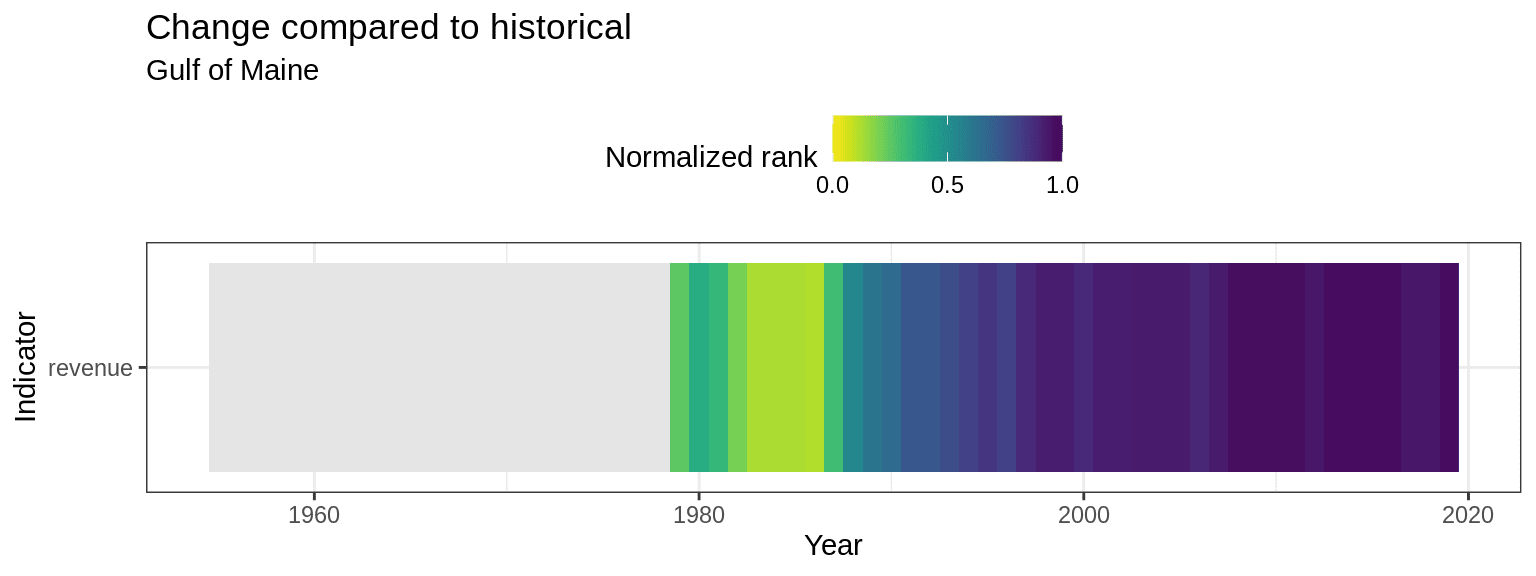 Change compared to historical
Gulf of Maine
Normalized rank
0.0 0.5 1.0
Indicator
revenue
1960 1980 2000 2020
Year